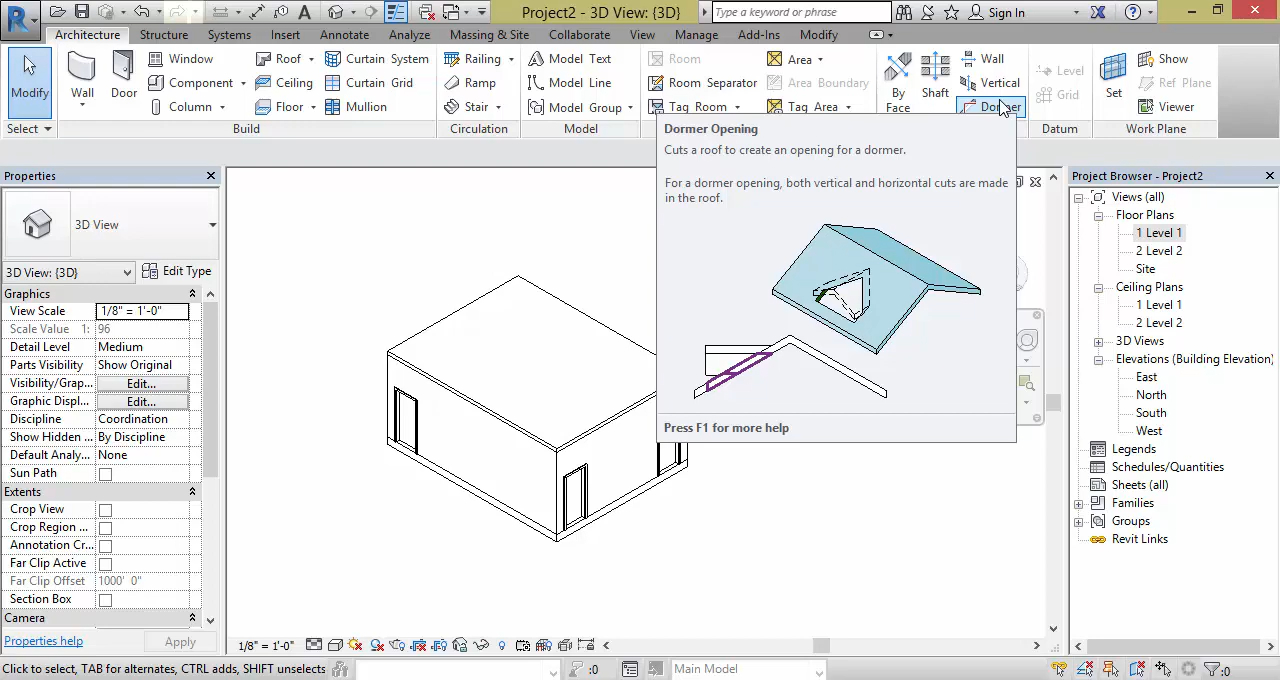 Project2 - 3D View: {3D}
Type a keyword or phrase
Sign In
Architecture Structure Systems Insert Annotate Analyze Massing & Site Collaborate View Manage Add-Ins Modify
Modify
Wall
Door
Window
Component
Column
Roof
Ceiling
Floor
Curtain System
Curtain Grid
Mullion
Railing
Ramp
Stair
Model Text
Model Line
Model Group
Room
Room Separator
Tag Room
Area
Area Boundary
Tag Area
By
Face
Shaft
Wall
Vertical
Dormer
Level
Grid
Set
Show
Ref Plane
Viewer
Select
Build
Circulation
Model
Datum
Work Plane
Dormer Opening
Cuts a roof to create an opening for a dormer.
For a dormer opening, both vertical and horizontal cuts are made
in the roof.
Press F1 for more help
Properties
3D View
3D View: {3D}
Edit Type
Graphics
View Scale 1/8" = 1'-0"
Scale Value 1: 96
Detail Level Medium
Parts Visibility Show Original
Visibility/Grap... Edit...
Graphic Displ... Edit...
Discipline Coordination
Show Hidden ... By Discipline
Default Analy... None
Sun Path
Extents
Crop View
Crop Region ...
Annotation Cr...
Far Clip Active
Far Clip Offset 1000' 0"
Section Box
Camera
Properties help
Apply
Project Browser - Project2
Views (all)
Floor Plans
1 Level 1
2 Level 2
Site
Ceiling Plans
1 Level 1
2 Level 2
3D Views
Elevations (Building Elevation)
East
North
South
West
Legends
Schedules/Quantities
Sheets (all)
Families
Groups
Revit Links
1/8" = 1'-0"
Click to select, TAB for alternates, CTRL adds, SHIFT unselects
:0
Main Model
:0